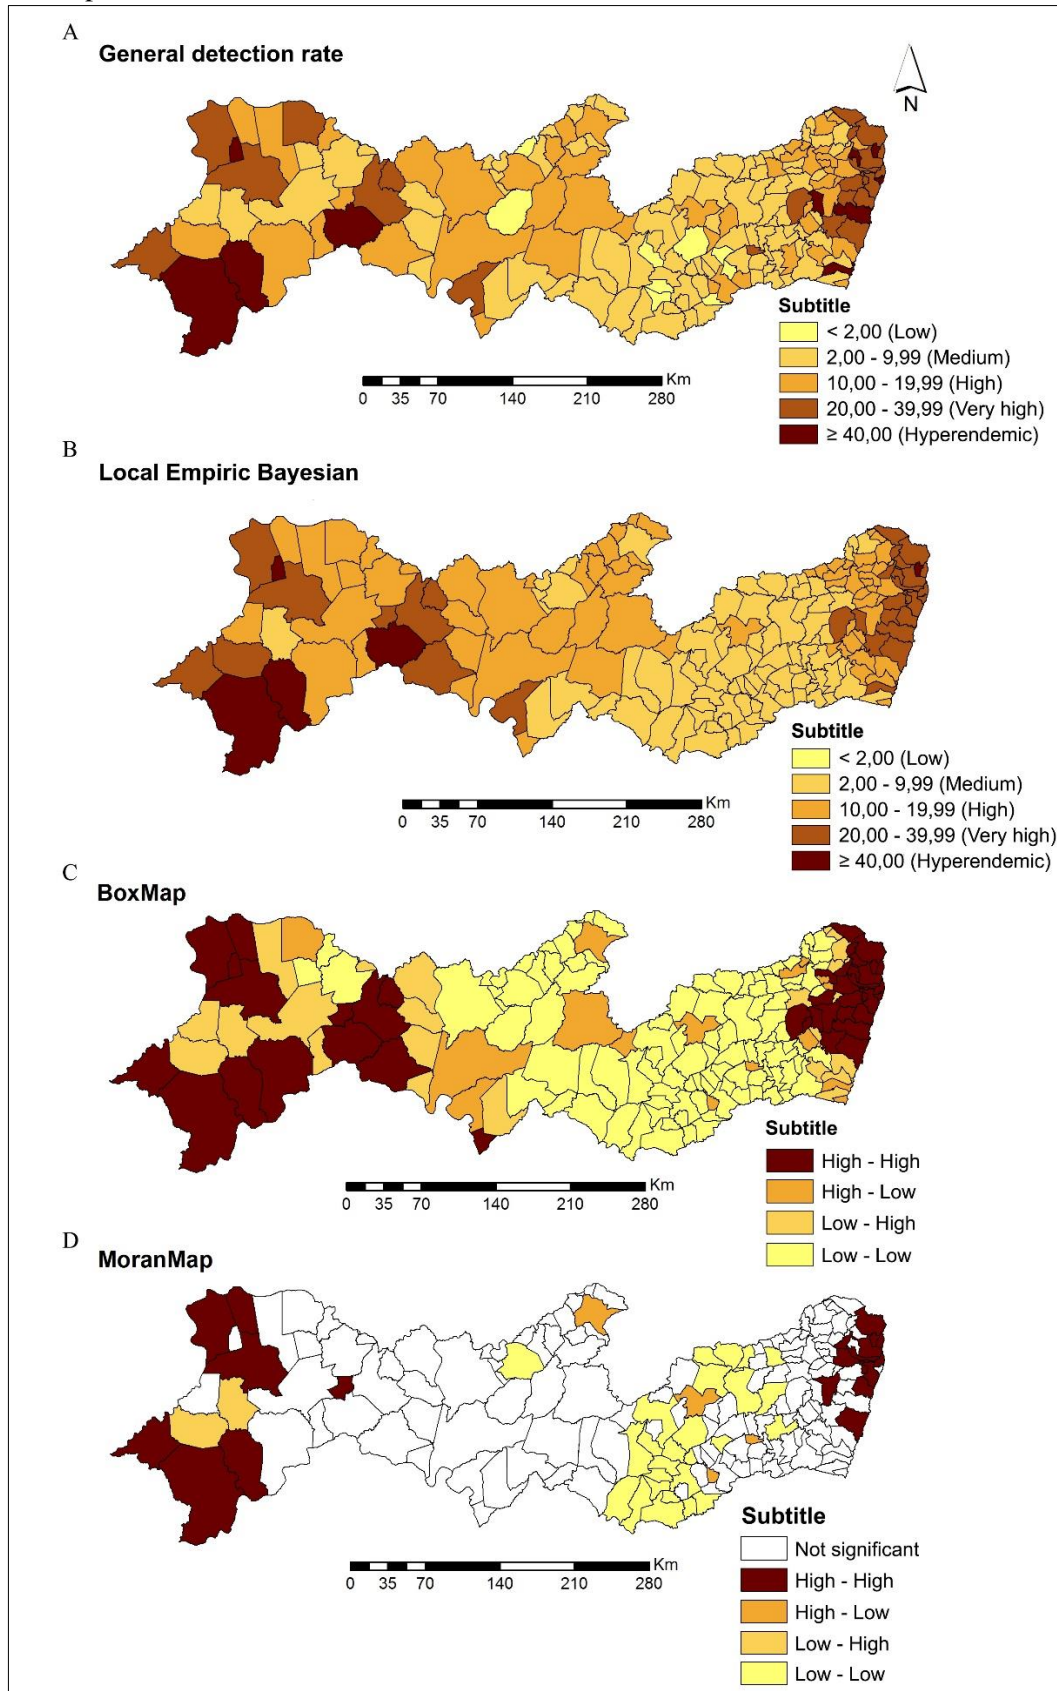 A
General detection rate
N
Subtitle
< 2,00 (Low)
2,00 - 9,99 (Medium)
10,00 - 19,99 (High)
20,00 - 39,99 (Very high)
≥ 40,00 (Hyperendemic)
Km
0 35 70 140 210 280
B
Local Empiric Bayesian
Subtitle
< 2,00 (Low)
2,00 - 9,99 (Medium)
10,00 - 19,99 (High)
20,00 - 39,99 (Very high)
≥ 40,00 (Hyperendemic)
Km
0 35 70 140 210 280
C
BoxMap
Subtitle
High - High
High - Low
Low - High
Low - Low
Km
0 35 70 140 210 280
D
MoranMap
Subtitle
Not significant
High - High
High - Low
Low - High
Low - Low
Km
0 35 70 140 210 280